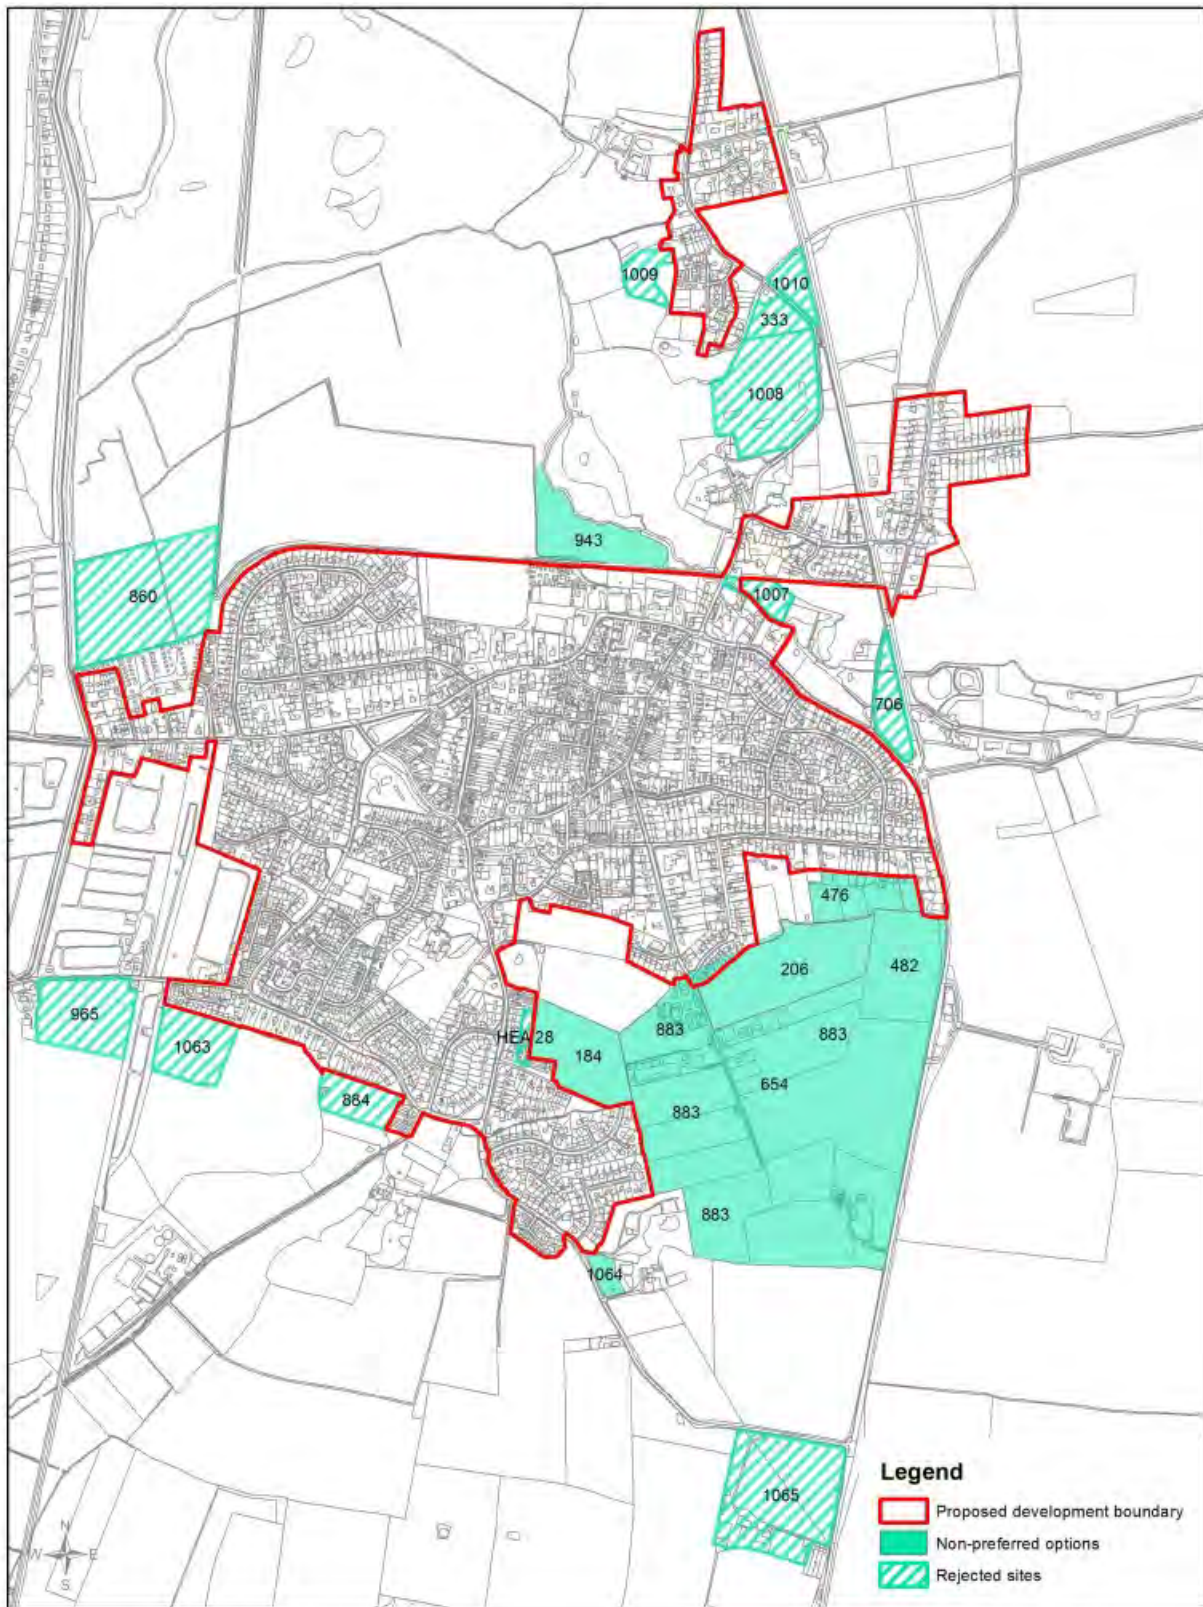 1009
1010
333
1008
943
860
1007
706
476
206
482
965
1063
HEA 28
184
883
883
654
884
883
883
1064
1065
Legend
Proposed development boundary
Non-preferred options
Rejected sites
N
W E
S